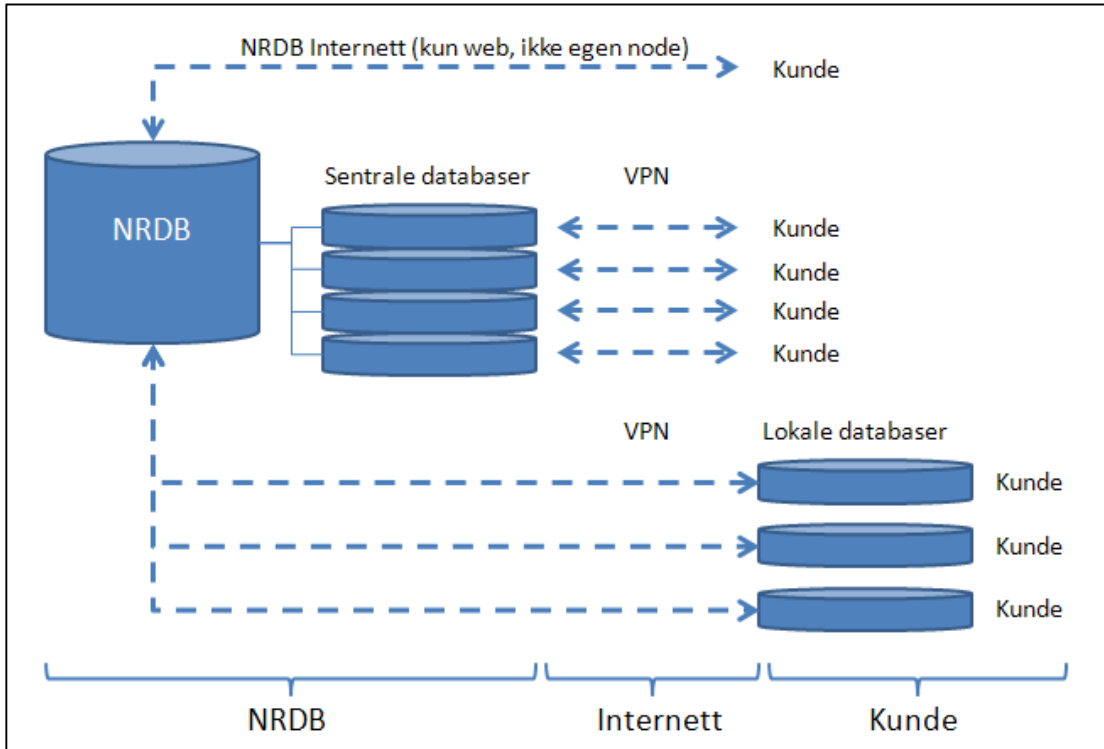 NRDB Internett (kun web, ikke egen node)
Kunde
NRDB
Sentrale databaser
VPN
Kunde
Kunde
Kunde
Kunde
VPN
Lokale databaser
Kunde
Kunde
Kunde
NRDB
Internett
Kunde